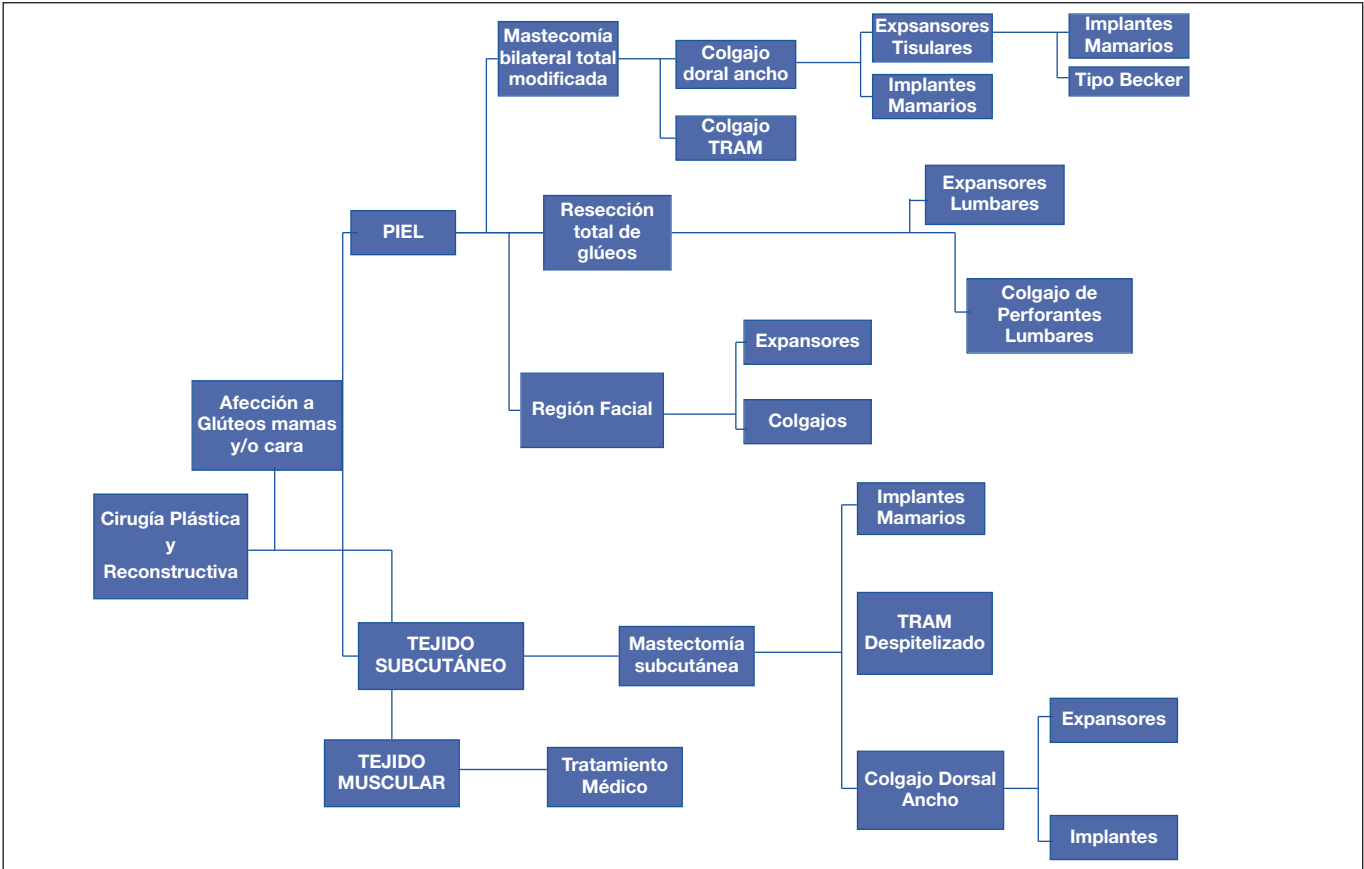 Mastecomía
bilateral total
modificada
Colgajo
doral ancho
Expsansores
Tisulares
Implantes
Mamarios
Tipo Becker
Implantes
Mamarios
Colgajo
TRAM
PIEL
Resección
total de
glúeos
Expansores
Lumbares
Colgajo de
Perforantes
Lumbares
Región Facial
Expansores
Colgajos
Afección a
Glúteos mamas
y/o cara
Cirugía Plástica
y
Reconstructiva
TEJIDO
SUBCUTÁNEO
Mastectomía
subcutánea
Implantes
Mamarios
TRAM
Despitelizado
Colgajo Dorsal
Ancho
Expansores
Implantes
TEJIDO
MUSCULAR
Tratamiento
Médico